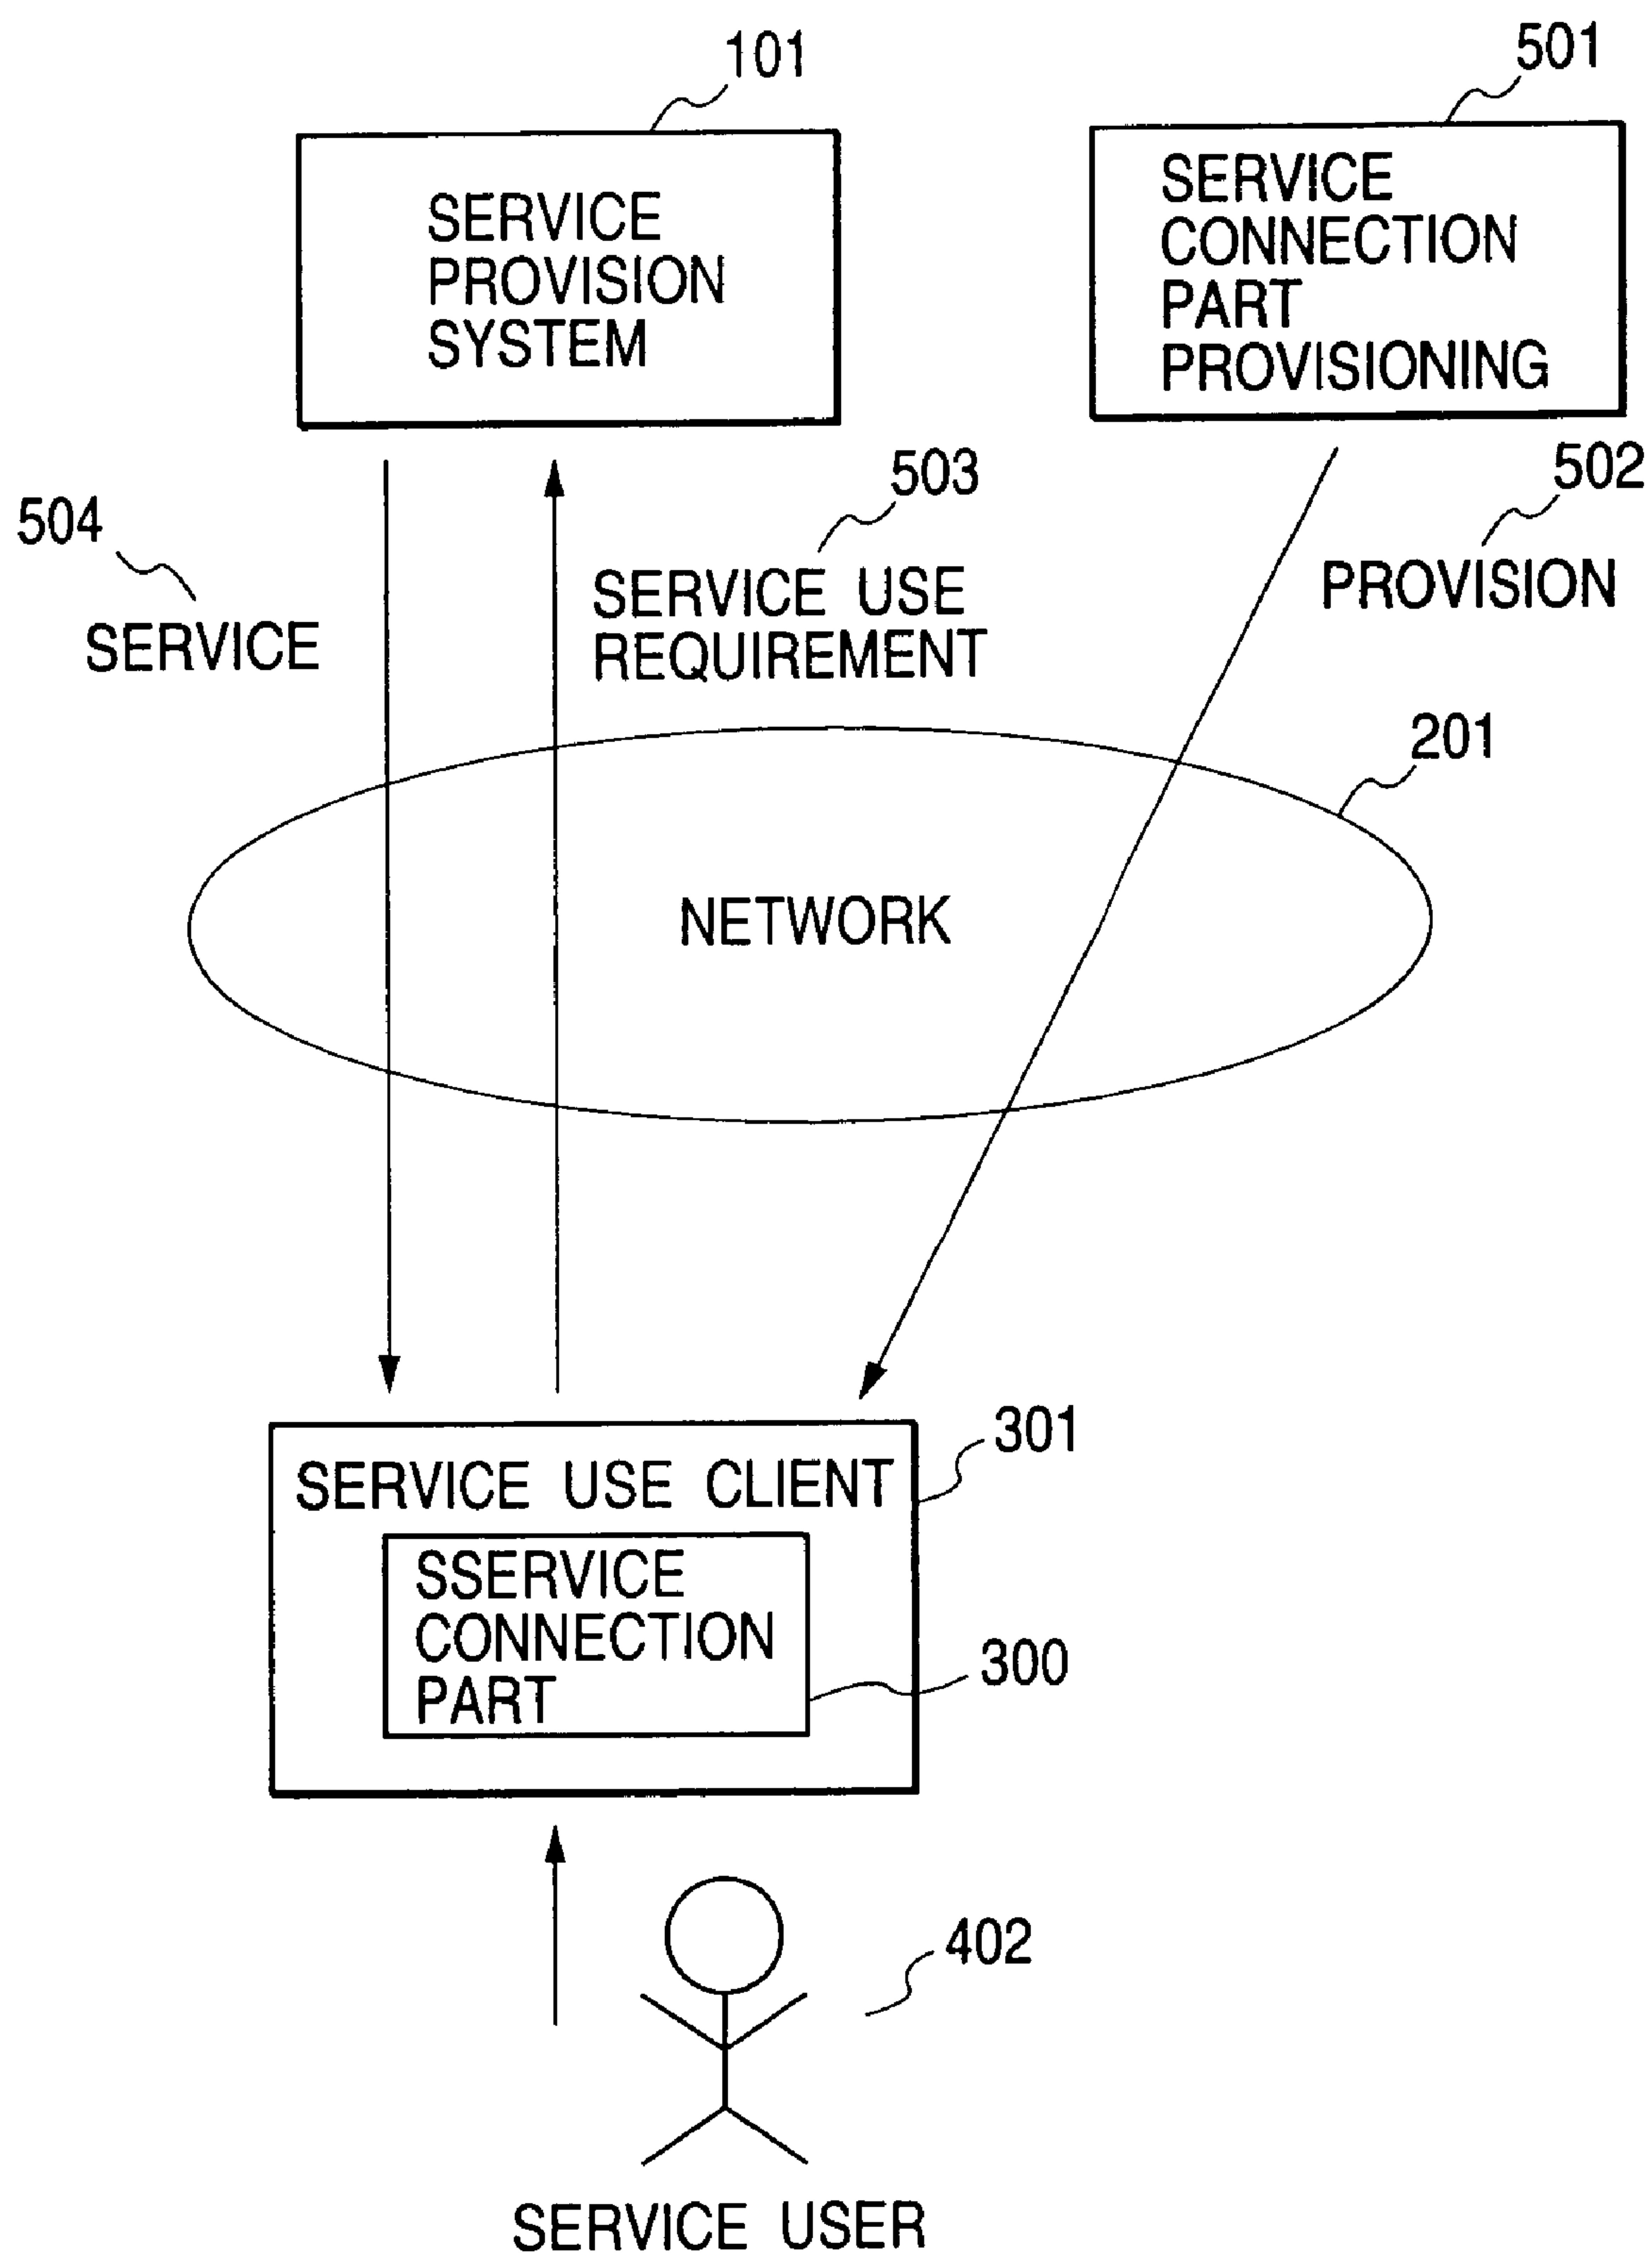 101
501
SERVICE
PROVISION
SYSTEM
SERVICE
CONNECTION
PART
PROVISIONING
504
SERVICE
503
SERVICE USE
REQUIREMENT
502
PROVISION
201
NETWORK
301
SERVICE USE CLIENT
SSERVICE
CONNECTION
PART
300
402
SERVICE USER